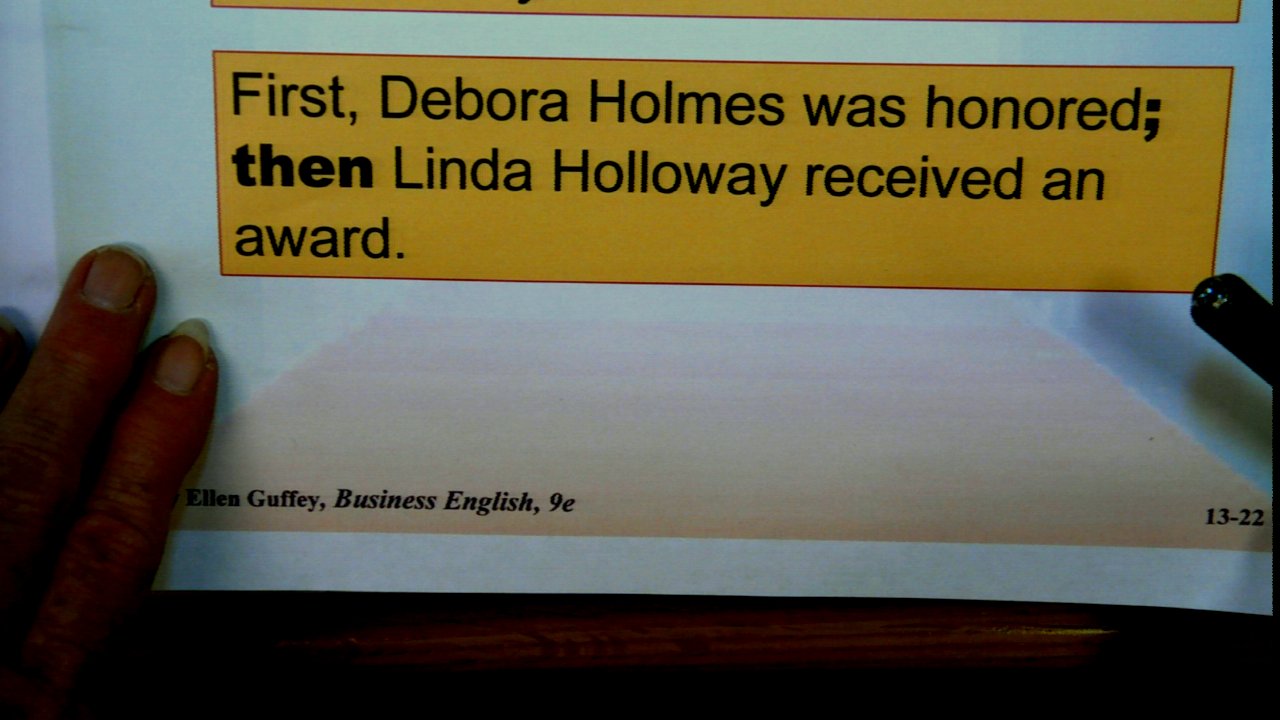 First, Debora Holmes was honored;
then Linda Holloway received an
award.
Ellen Guffey, Business English, 9e
13-22